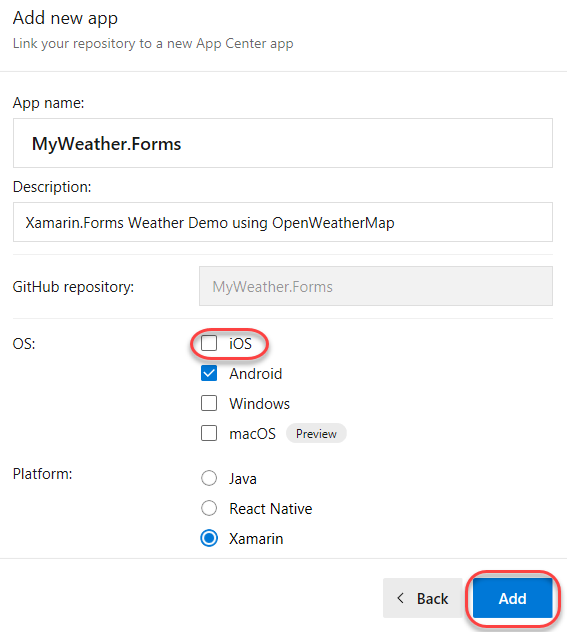 Add new app
Link your repository to a new App Center app
App name:
MyWeather.Forms
Description:
Xamarin.Forms Weather Demo using OpenWeatherMap
GitHub repository: MyWeather.Forms
OS: iOS
Android
Windows
macOS Preview
Platform: Java
React Native
Xamarin
Back Add